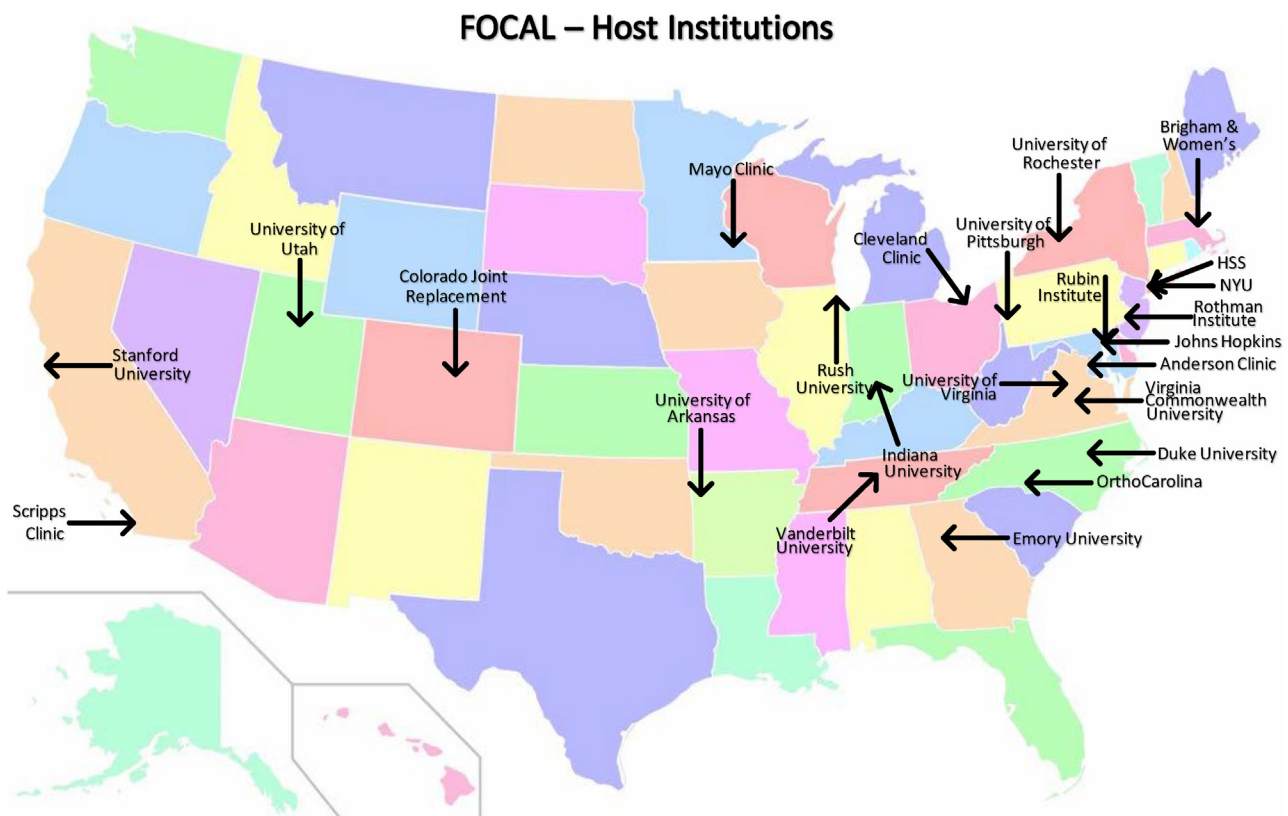 FOCAL – Host Institutions
Brigham &
Women's
University of
Rochester
Mayo Clinic
University of
Utah
University of
Pittsburgh
Cleveland
Clinic
HSS
NYU
Rubin
Institute
Colorado Joint
Replacement
Rothman
Institute
Johns Hopkins
Stanford
University
Anderson Clinic
Rush
University
University of
Virginia
Virginia
Commonwealth
University
University of
Arkansas
Indiana
University
Duke University
OrthoCarolina
Scripps
Clinic
Vanderbilt
University
Emory University